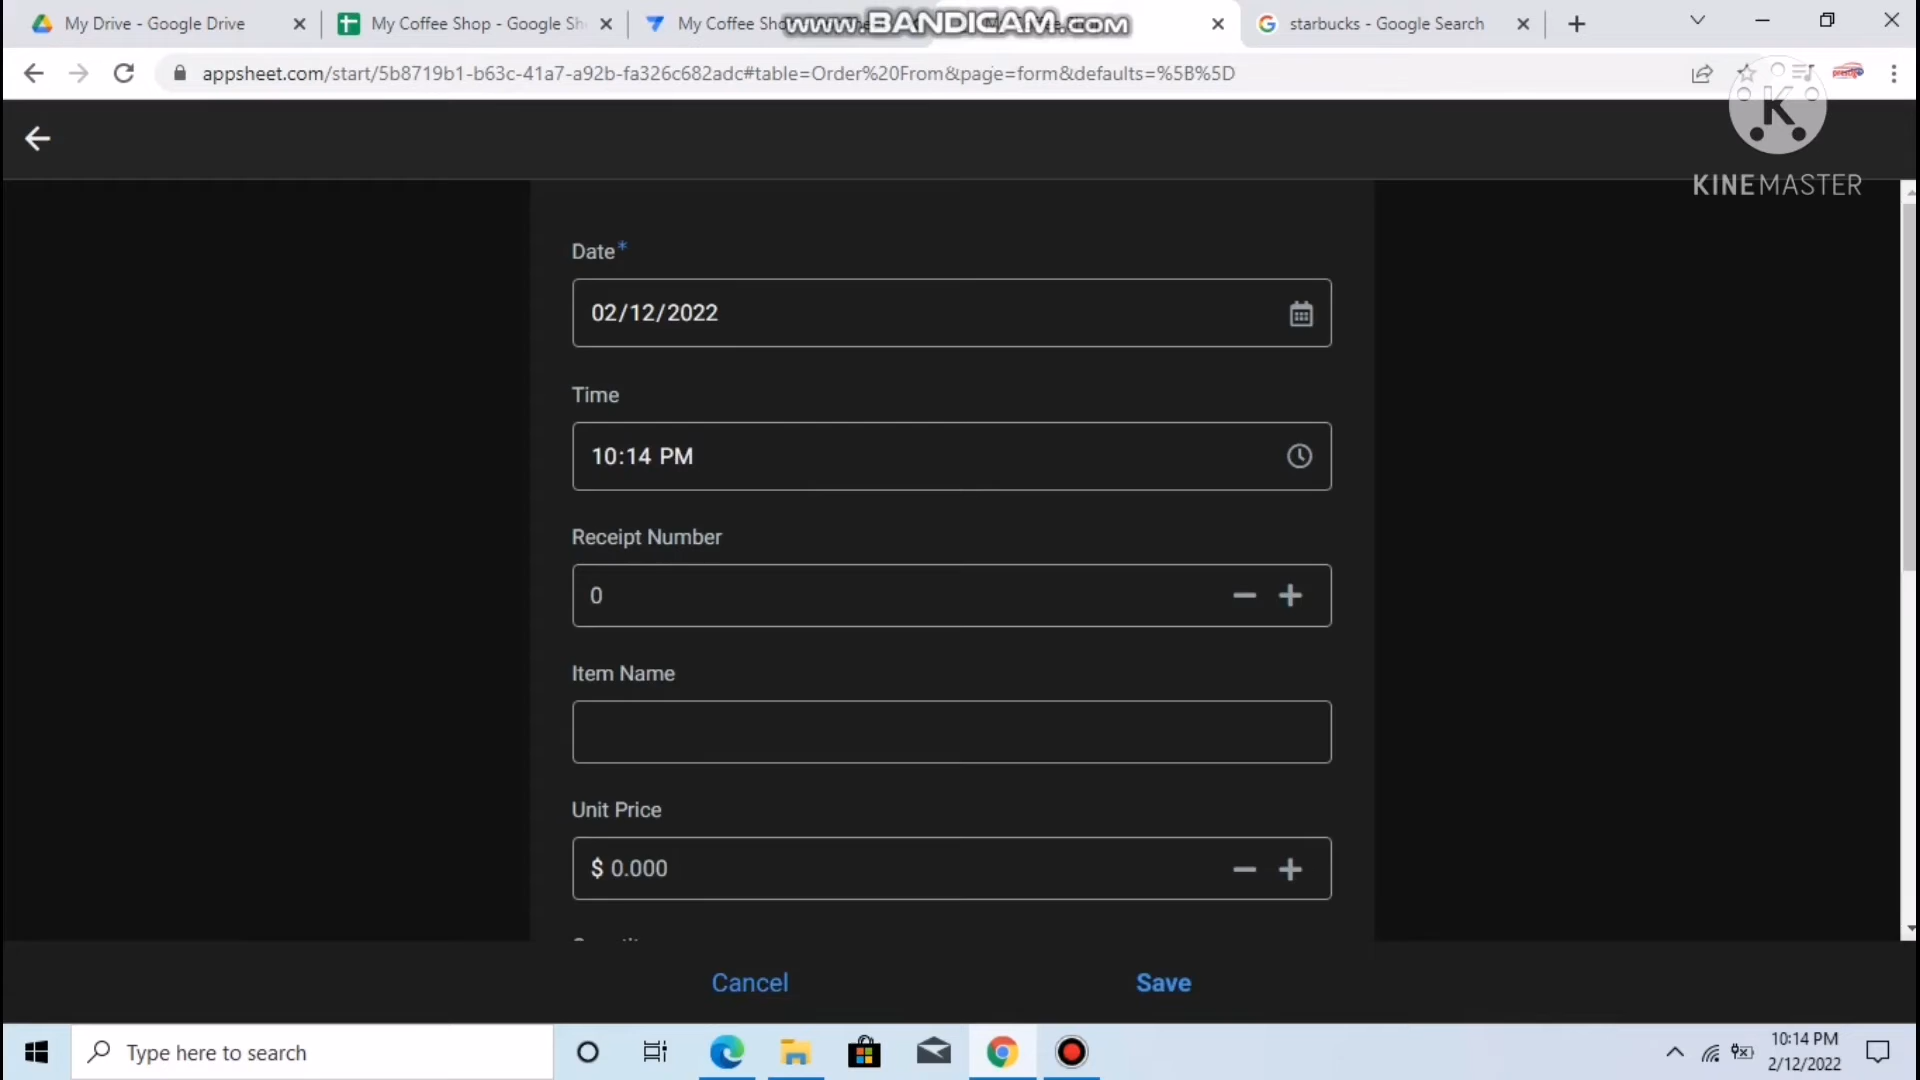 My Drive - Google Drive
My Coffee Shop - Google Sh
My Coffee Sho
www.BANDICAM.com
starbucks - Google Search
appsheet.com/start/5b8719b1-b63c-41a7-a92b-fa326c682adc#table=Order%20From&page=form&defaults=%5B%5D
K
KINEMASTER
Date*
02/12/2022
Time
10:14 PM
Receipt Number
0
Item Name
Unit Price
$ 0.000
Cancel
Save
Type here to search
10:14 PM
2/12/2022